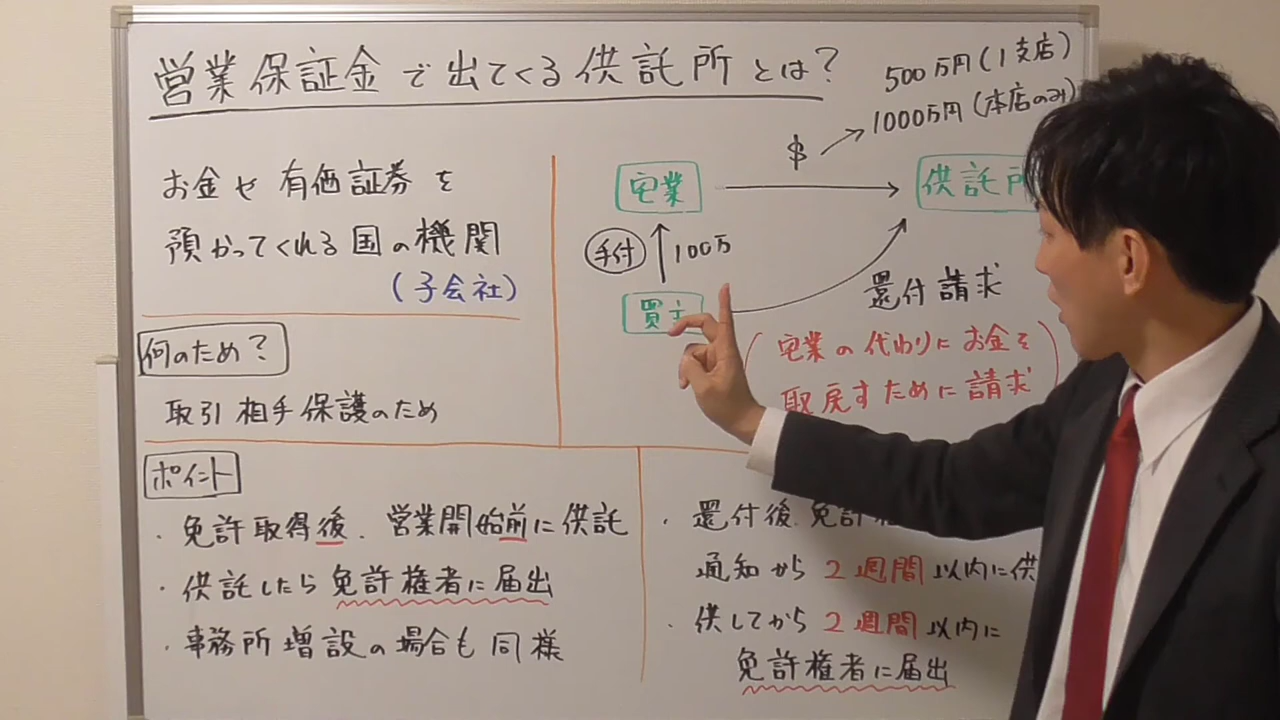 営業保証金で出てくる供託所とは?
お金や有価証券を
預かってくれる国の機関
(子会社)
何のため?
取引相手保護のため
500万円(1支店)
1000万円(本店のみ)
$
宅業
供託所
手付
100万
買主
還付請求
(宅業の代わりにお金を
取戻すために請求)
ポイント
・免許取得後、営業開始前に供託
・供託したら免許権者に届出
・事務所増設の場合も同様
・還付後、免許権
通知から2週間以内に供
・供してから2週間以内に
免許権者に届出